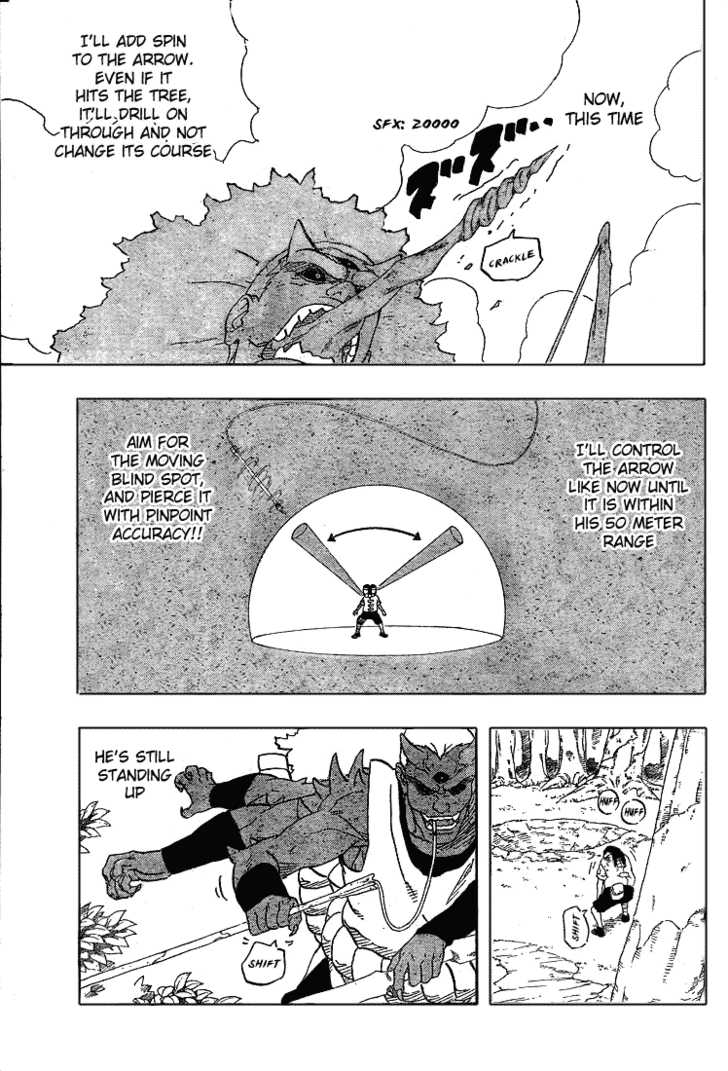 NOW,
THIS TIME
SFX: 20000
ズズ...
CRACKLE
I'LL ADD SPIN
TO THE ARROW.
EVEN IF IT
HITS THE TREE,
IT'LL DRILL ON
THROUGH AND NOT
CHANGE ITS COURSE
I'LL CONTROL
THE ARROW
LIKE NOW UNTIL
IT IS WITHIN
HIS 50 METER
RANGE
AIM FOR
THE MOVING
BLIND SPOT,
AND PIERCE IT
WITH PINPOINT
ACCURACY!!
HUFF
HUFF
SHIFT
HE'S STILL
STANDING
UP
SHIFT